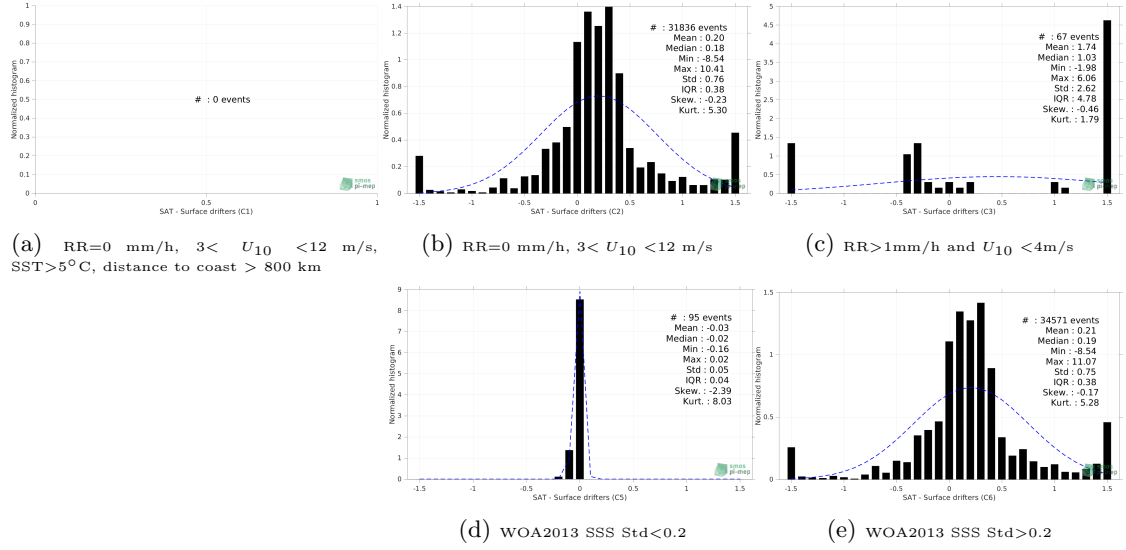 1
0.9
0.8
0.7
0.6
0.5
0.4
0.3
0.2
0.1
0
0 0.5 1
Normalized histogram
# : 0 events
smos
pi-mep
SAT - Surface drifters (C1)
(a) RR=0 mm/h, 3< U10 <12 m/s,
SST>5°C, distance to coast > 800 km
1.4
1.2
1
0.8
0.6
0.4
0.2
0
-1.5 -1 -0.5 0 0.5 1 1.5
Normalized histogram
# : 31836 events
Mean : 0.20
Median : 0.18
Min : -8.54
Max : 10.41
Std : 0.76
IQR : 0.38
Skew. : -0.23
Kurt. : 5.30
smos
pi-mep
SAT - Surface drifters (C2)
(b) RR=0 mm/h, 3< U10 <12 m/s
5
4.5
4
3.5
3
2.5
2
1.5
1
0.5
0
-1.5 -1 -0.5 0 0.5 1 1.5
Normalized histogram
# : 67 events
Mean : 1.74
Median : 1.03
Min : -1.98
Max : 6.06
Std : 2.62
IQR : 4.78
Skew. : -0.46
Kurt. : 1.79
smos
pi-mep
SAT - Surface drifters (C3)
(c) RR>1mm/h and U10 <4m/s
9
8
7
6
5
4
3
2
1
0
-1.5 -1 -0.5 0 0.5 1 1.5
Normalized histogram
# : 95 events
Mean : -0.03
Median : -0.02
Min : -0.16
Max : 0.02
Std : 0.05
IQR : 0.04
Skew. : -2.39
Kurt. : 8.03
smos
pi-mep
SAT - Surface drifters (C5)
(d) WOA2013 SSS Std<0.2
1.5
1
0.5
0
-1.5 -1 -0.5 0 0.5 1 1.5
Normalized histogram
# : 34571 events
Mean : 0.21
Median : 0.19
Min : -8.54
Max : 11.07
Std : 0.75
IQR : 0.38
Skew. : -0.17
Kurt. : 5.28
smos
pi-mep
SAT - Surface drifters (C6)
(e) WOA2013 SSS Std>0.2